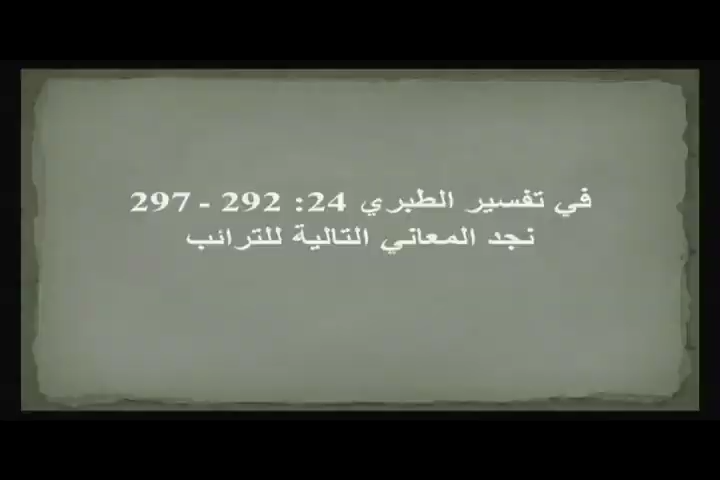 في تفسير الطبري 24: 292 - 297
نجد المعاني التالية للترائب